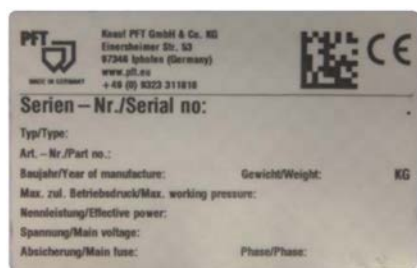 PFT
MADE IN GERMANY
Knauf PFT GmbH & Co. KG
Einersheimer Str. 53
97346 Iphofen (Germany)
www.pft.eu
+49 (0) 9323 311818
CE
Serien – Nr./Serial no:
Typ/Type:
Art. – Nr./Part no.:
Baujahr/Year of manufacture: Gewicht/Weight: KG
Max. zul. Betriebsdruck/Max. working pressure:
Nennleistung/Effective power:
Spannung/Main voltage:
Absicherung/Main fuse: Phase/Phase: